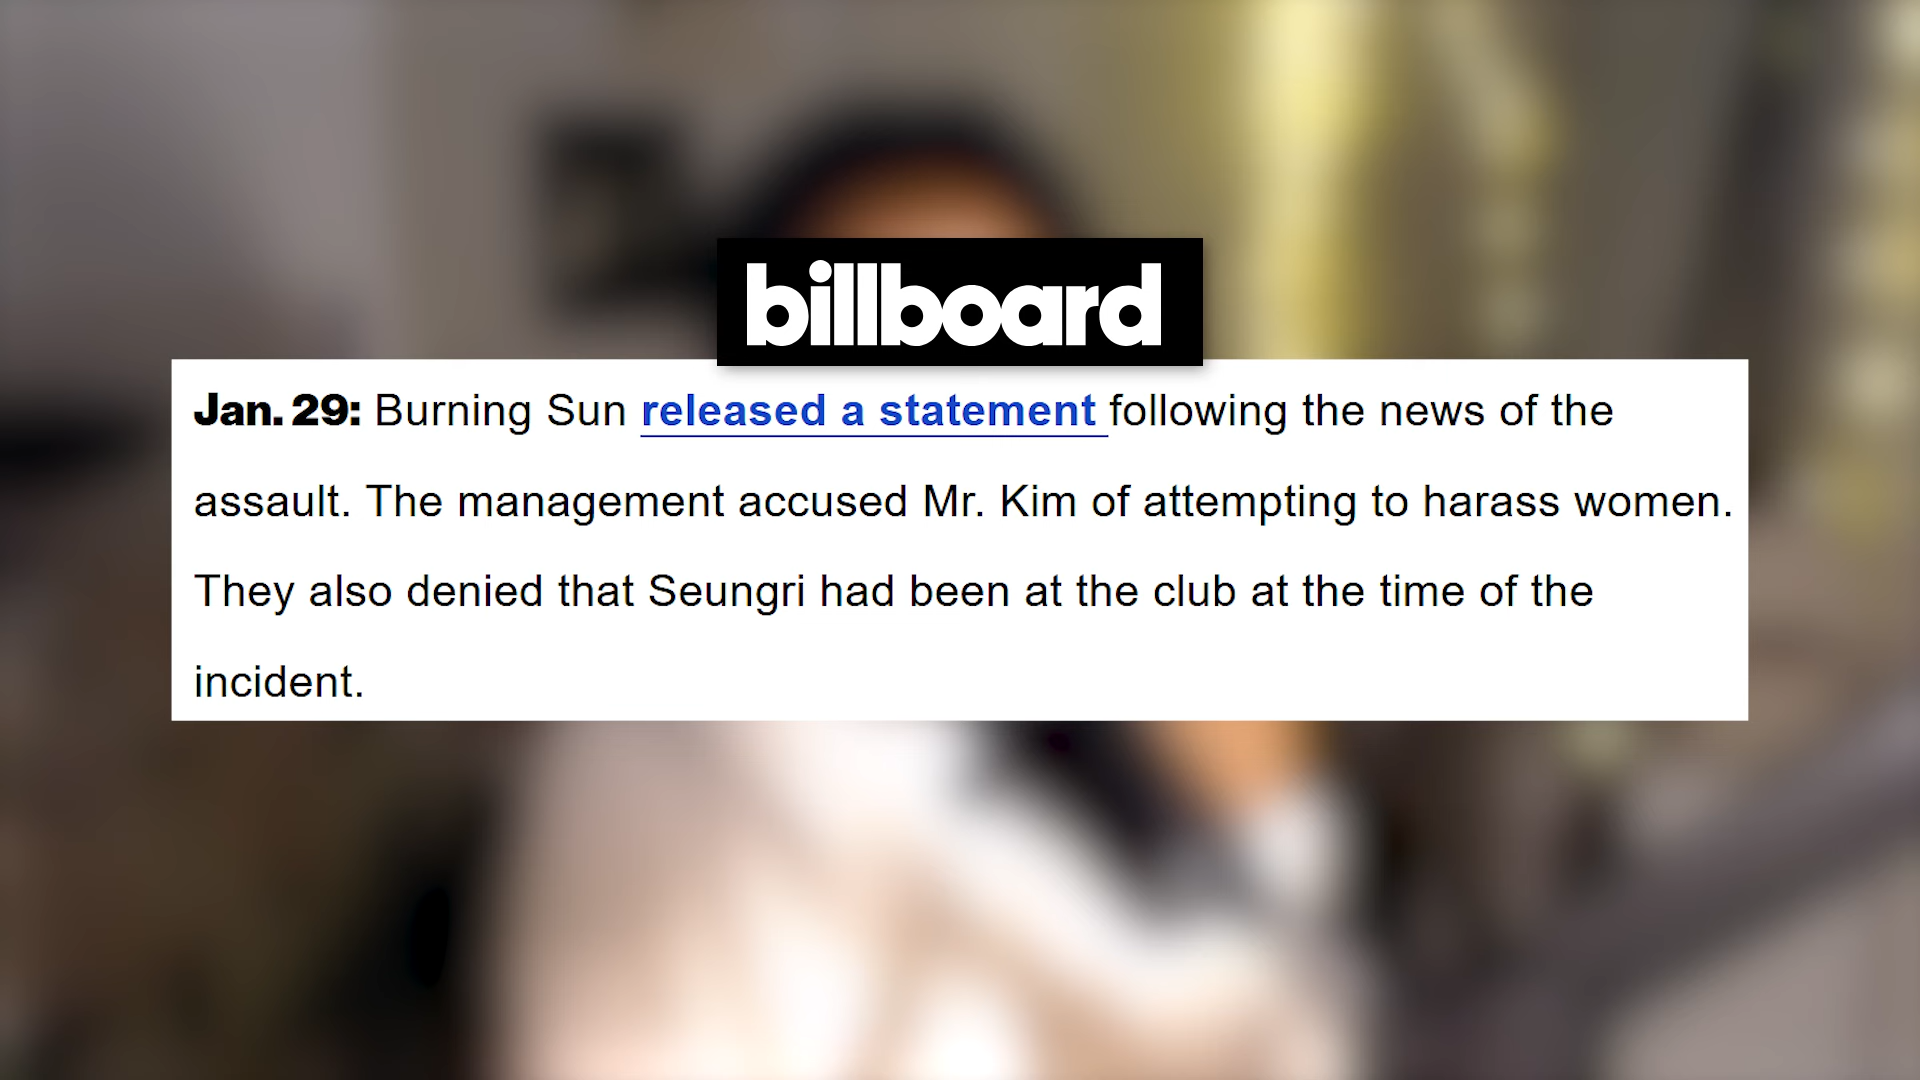 billboard
Jan. 29: Burning Sun released a statement following the news of the
assault. The management accused Mr. Kim of attempting to harass women.
They also denied that Seungri had been at the club at the time of the
incident.